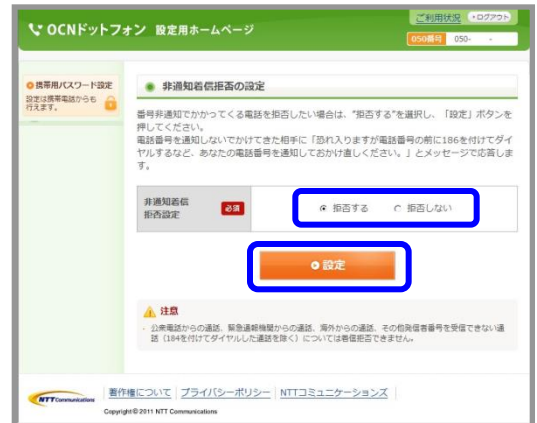 OCNドットフォン 設定用ホームページ
ご利用状況
ログアウト
050番号 050- -
携帯用パスワード設定
設定は携帯電話からも
行えます。
非通知着信拒否の設定
番号非通知でかかってくる電話を拒否したい場合は、"拒否する"を選択し、「設定」ボタンを
押してください。
電話番号を通知しないでかけてきた相手に「恐れ入りますが電話番号の前に186を付けてダイ
ヤルするなど、あなたの電話番号を通知しておかけ直しください。」とメッセージで応答しま
す。
非通知着信
拒否設定
必須
拒否する 拒否しない
設定
注意
・ 公衆電話からの通話、緊急通報機関からの通話、海外からの通話、その他発信者番号を受信できない通
話（184を付けてダイヤルした通話を除く）については着信拒否できません。
NTT Communications
著作権について プライバシーポリシー NTTコミュニケーションズ
Copyright © 2011 NTT Communications